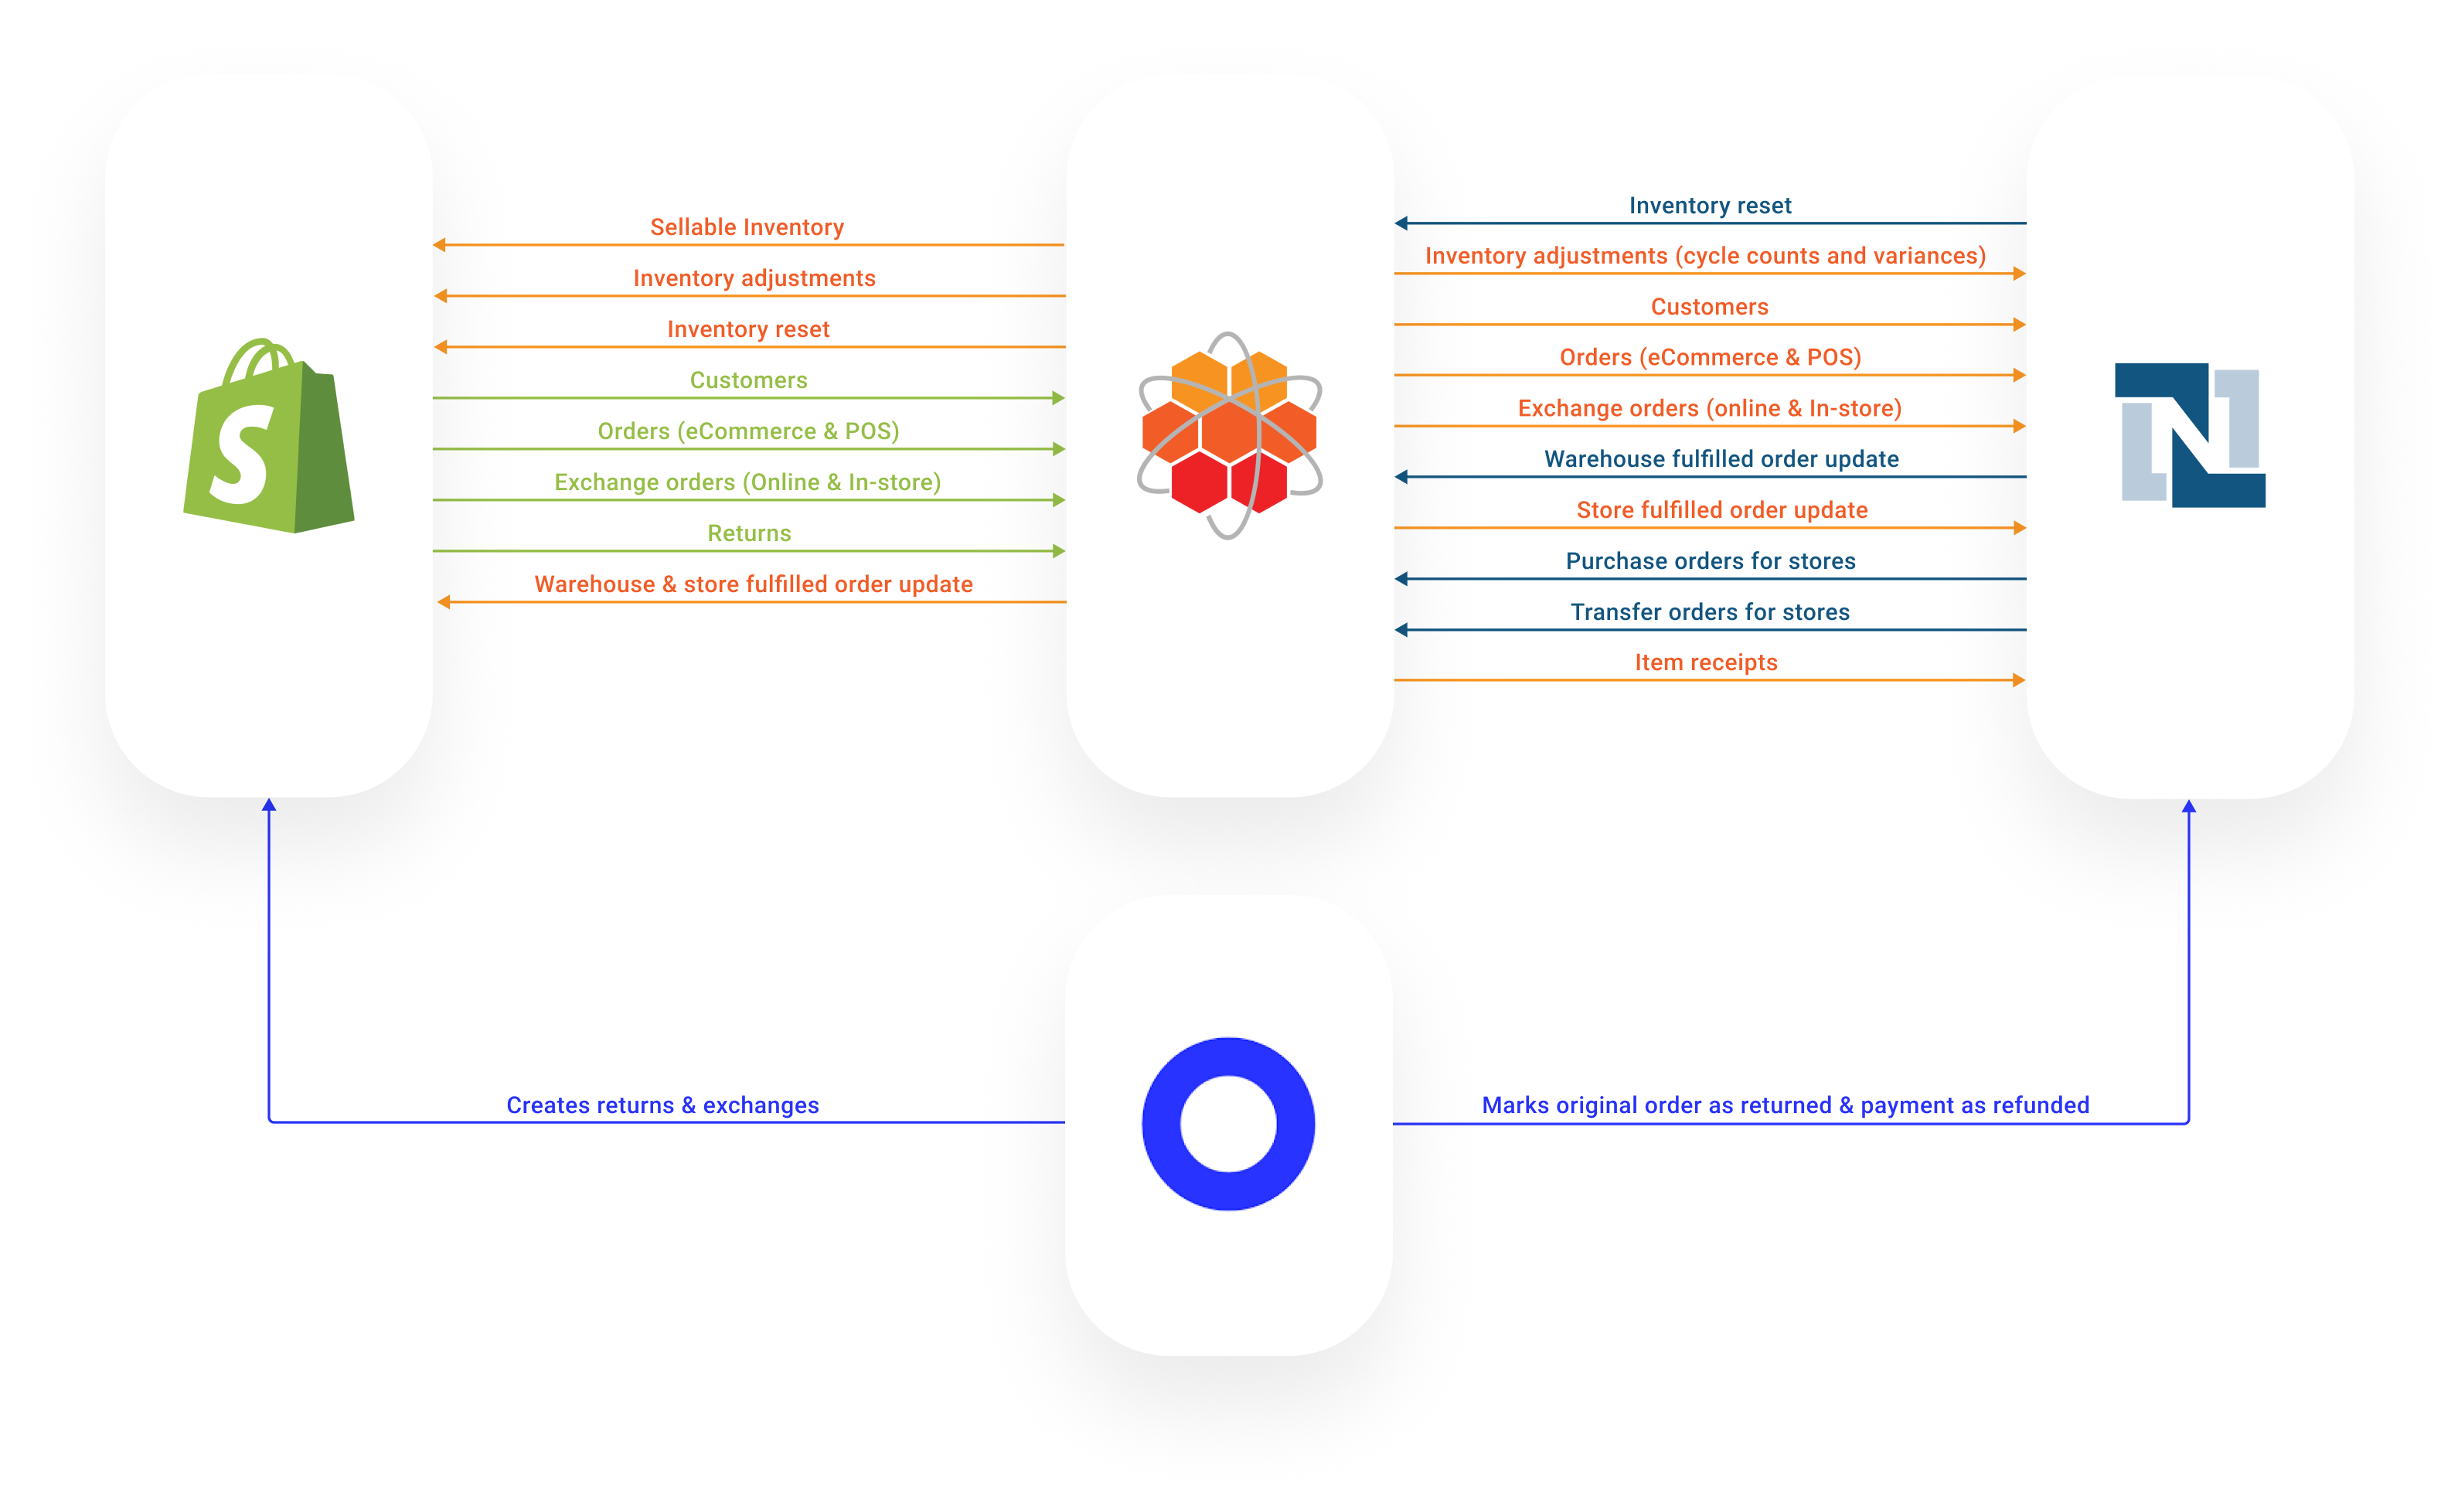 Sellable Inventory
Inventory adjustments
Inventory reset
Customers
Orders (eCommerce & POS)
Exchange orders (Online & In-store)
Returns
Warehouse & store fulfilled order update
Inventory reset
Inventory adjustments (cycle counts and variances)
Customers
Orders (eCommerce & POS)
Exchange orders (online & In-store)
Warehouse fulfilled order update
Store fulfilled order update
Purchase orders for stores
Transfer orders for stores
Item receipts
Creates returns & exchanges
Marks original order as returned & payment as refunded